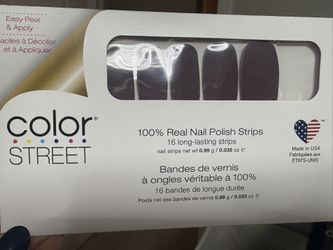 Easy Peel
& Apply
Faciles à Décoller
et à Appliquer
color®
STREET
100% Real Nail Polish Strips
16 long-lasting strips
nail strips net wt 0.99 g / 0.035 oz ℮
Bandes de vernis
à ongles véritable à 100%
16 bandes de longue durée
Poids net des bandes de vernis 0.99 g / 0.035 oz ℮
Made in USA
Fabriquées aux
ÉTATS-UNIS